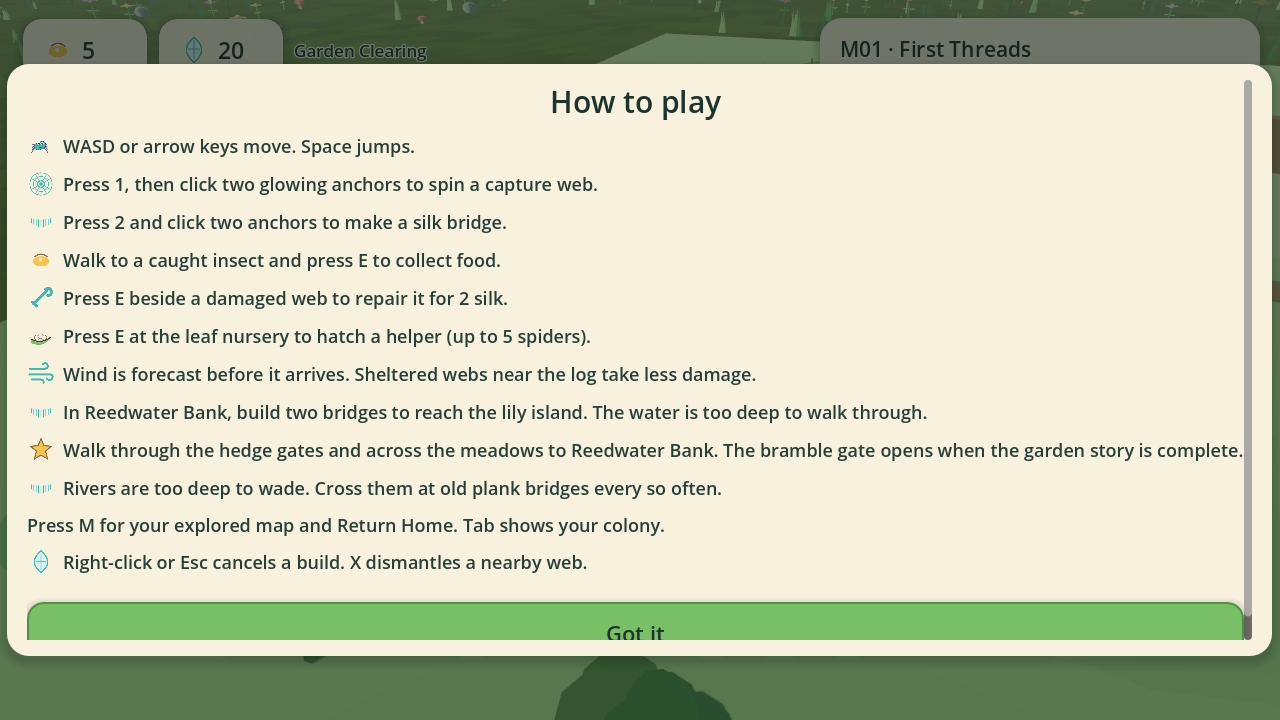 5
20
Garden Clearing
M01 · First Threads
How to play
WASD or arrow keys move. Space jumps.
Press 1, then click two glowing anchors to spin a capture web.
Press 2 and click two anchors to make a silk bridge.
Walk to a caught insect and press E to collect food.
Press E beside a damaged web to repair it for 2 silk.
Press E at the leaf nursery to hatch a helper (up to 5 spiders).
Wind is forecast before it arrives. Sheltered webs near the log take less damage.
In Reedwater Bank, build two bridges to reach the lily island. The water is too deep to walk through.
Walk through the hedge gates and across the meadows to Reedwater Bank. The bramble gate opens when the garden story is complete.
Rivers are too deep to wade. Cross them at old plank bridges every so often.
Press M for your explored map and Return Home. Tab shows your colony.
Right-click or Esc cancels a build. X dismantles a nearby web.
Got it